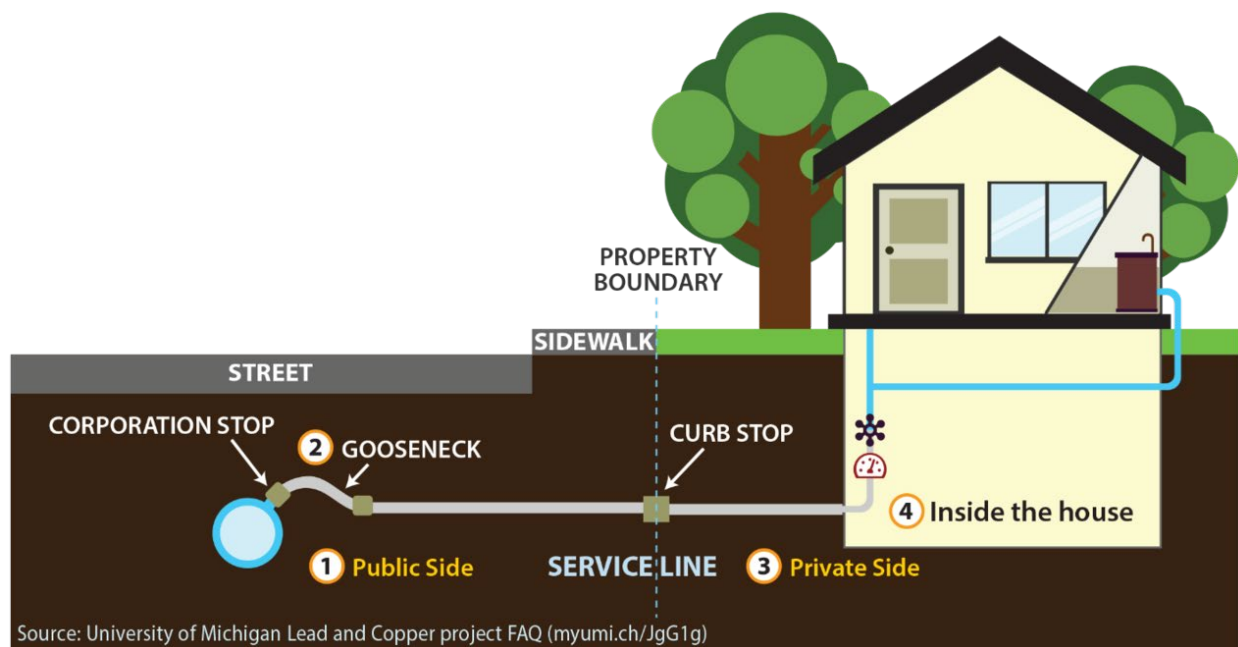 PROPERTY
BOUNDARY
SIDEWALK
STREET
CORPORATION STOP
2 GOOSENECK
CURB STOP
4 Inside the house
1 Public Side
SERVICE LINE
3 Private Side
Source: University of Michigan Lead and Copper project FAQ (myumi.ch/JgG1g)